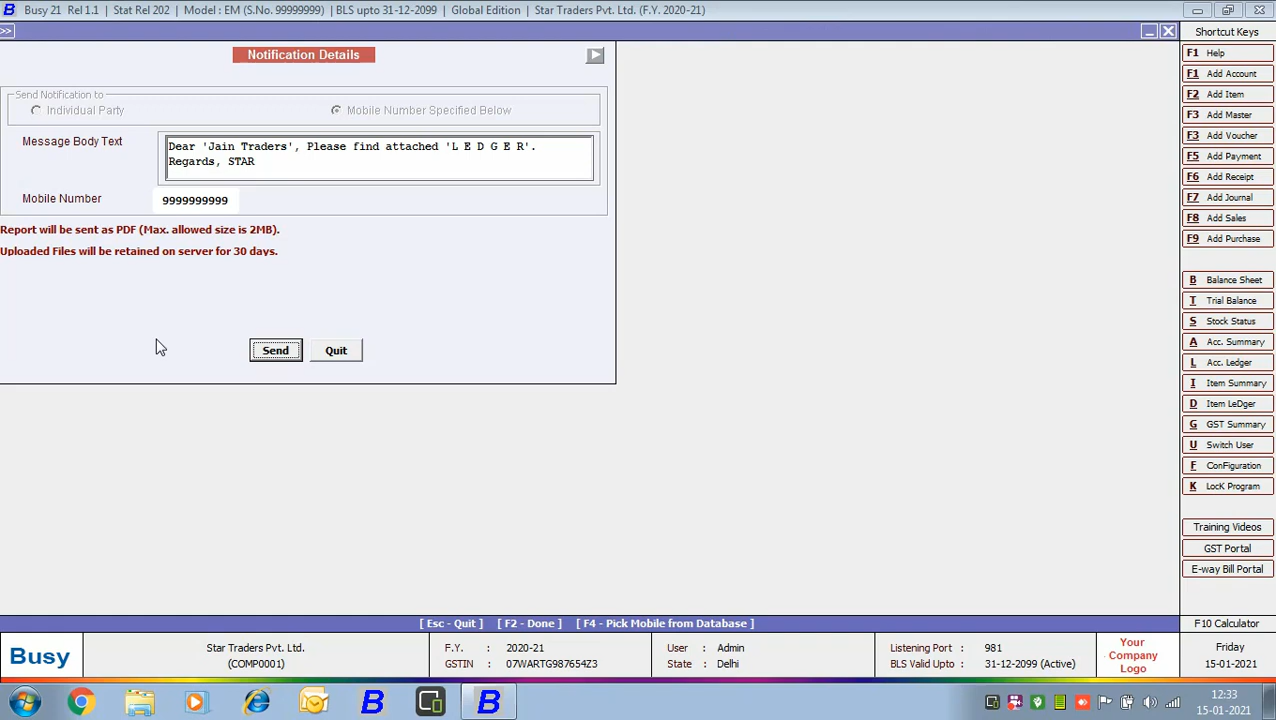 B Busy 21 Rel 1.1 | Stat Rel 202 | Model : EM (S.No. 99999999) | BLS upto 31-12-2099 | Global Edition | Star Traders Pvt. Ltd. (F.Y. 2020-21)
>>
Notification Details
Send Notification to
Individual Party
Mobile Number Specified Below
Message Body Text
Dear 'Jain Traders', Please find attached 'L E D G E R'.
Regards, STAR
Mobile Number
9999999999
Report will be sent as PDF (Max. allowed size is 2MB).
Uploaded Files will be retained on server for 30 days.
Send
Quit
Shortcut Keys
F1 Help
F1 Add Account
F2 Add Item
F3 Add Master
F3 Add Voucher
F5 Add Payment
F6 Add Receipt
F7 Add Journal
F8 Add Sales
F9 Add Purchase
B Balance Sheet
T Trial Balance
S Stock Status
A Acc. Summary
L Acc. Ledger
I Item Summary
D Item LeDger
G GST Summary
U Switch User
F ConFiguration
K LocK Program
Training Videos
GST Portal
E-way Bill Portal
[ Esc - Quit ] [ F2 - Done ] [ F4 - Pick Mobile from Database ]
F10 Calculator
Busy
Star Traders Pvt. Ltd.
(COMP0001)
F.Y. : 2020-21
GSTIN : 07WARTG987654Z3
User : Admin
State : Delhi
Listening Port : 981
BLS Valid Upto : 31-12-2099 (Active)
Your
Company
Logo
Friday
15-01-2021
B
B
12:33
15-01-2021